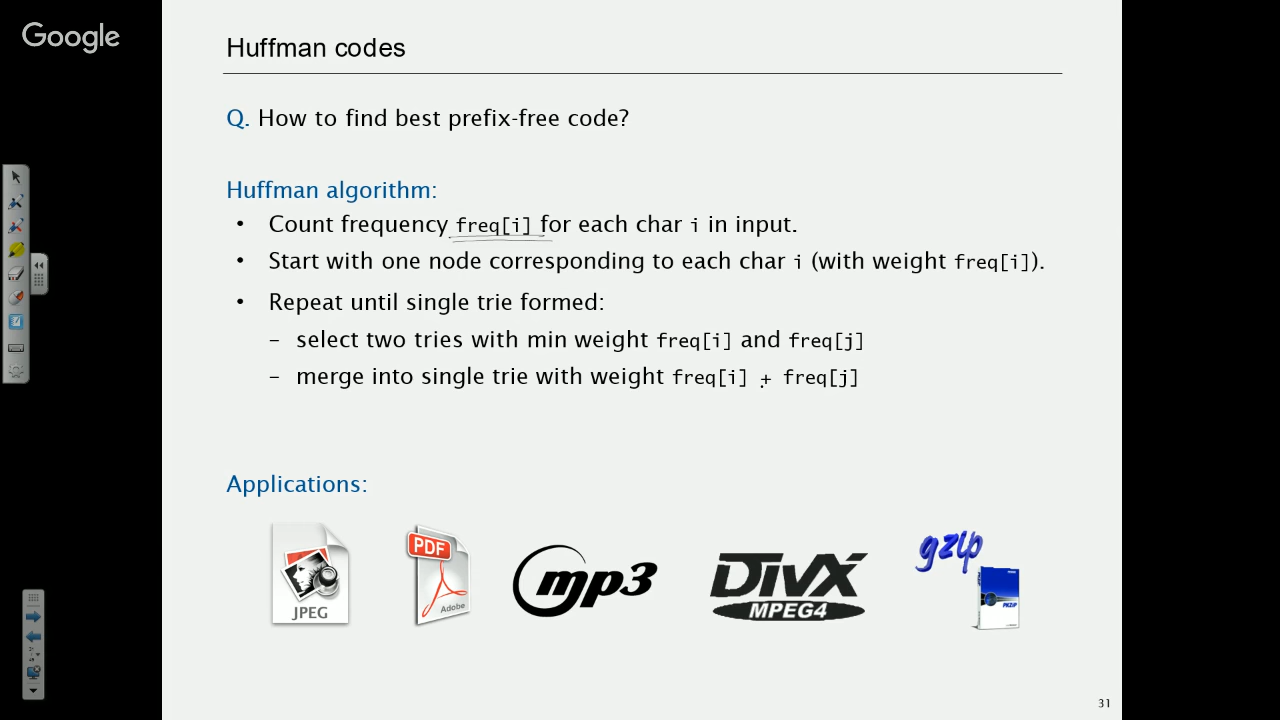 Google
Huffman codes
Q. How to find best prefix-free code?
Huffman algorithm:
• Count frequency freq[i] for each char i in input.
• Start with one node corresponding to each char i (with weight freq[i]).
• Repeat until single trie formed:
– select two tries with min weight freq[i] and freq[j]
– merge into single trie with weight freq[i] + freq[j]
Applications:
JPEG
PDF
Adobe
mp3
DivX
MPEG4
gzip
PKZIP
31